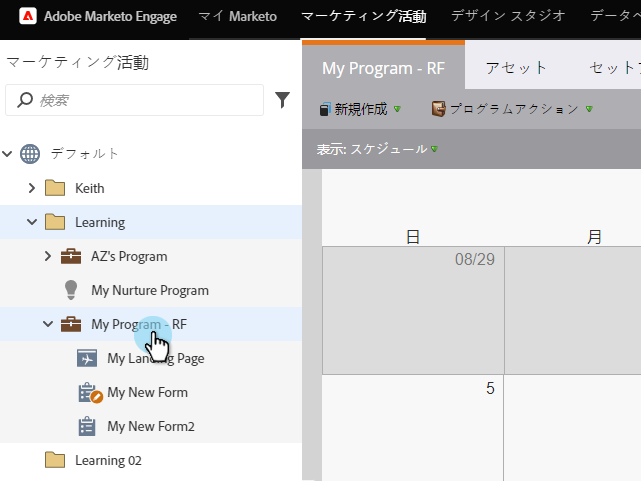 Adobe Marketo Engage マイ Marketo マーケティング活動 デザイン スタジオ データベ
マーケティング活動
検索
デフォルト
Keith
Learning
AZ's Program
My Nurture Program
My Program - RF
My Landing Page
My New Form
My New Form2
Learning 02
My Program - RF アセット セットア
新規作成 プログラムアクション
表示: スケジュール
日 月
08/29
5